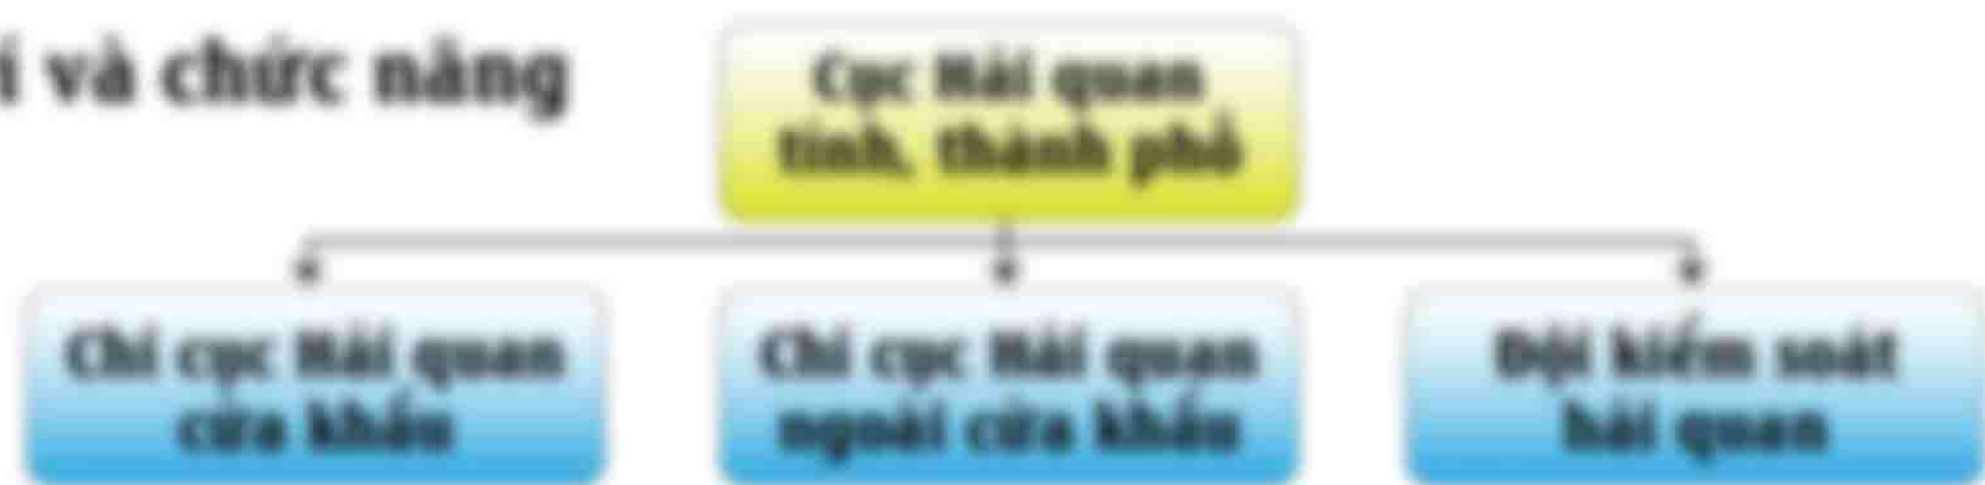 í và chức năng
Cục Hải quan
tỉnh, thành phố
Chi cục Hải quan
cửa khẩu
Chi cục Hải quan
ngoài cửa khẩu
Đội kiểm soát
hải quan